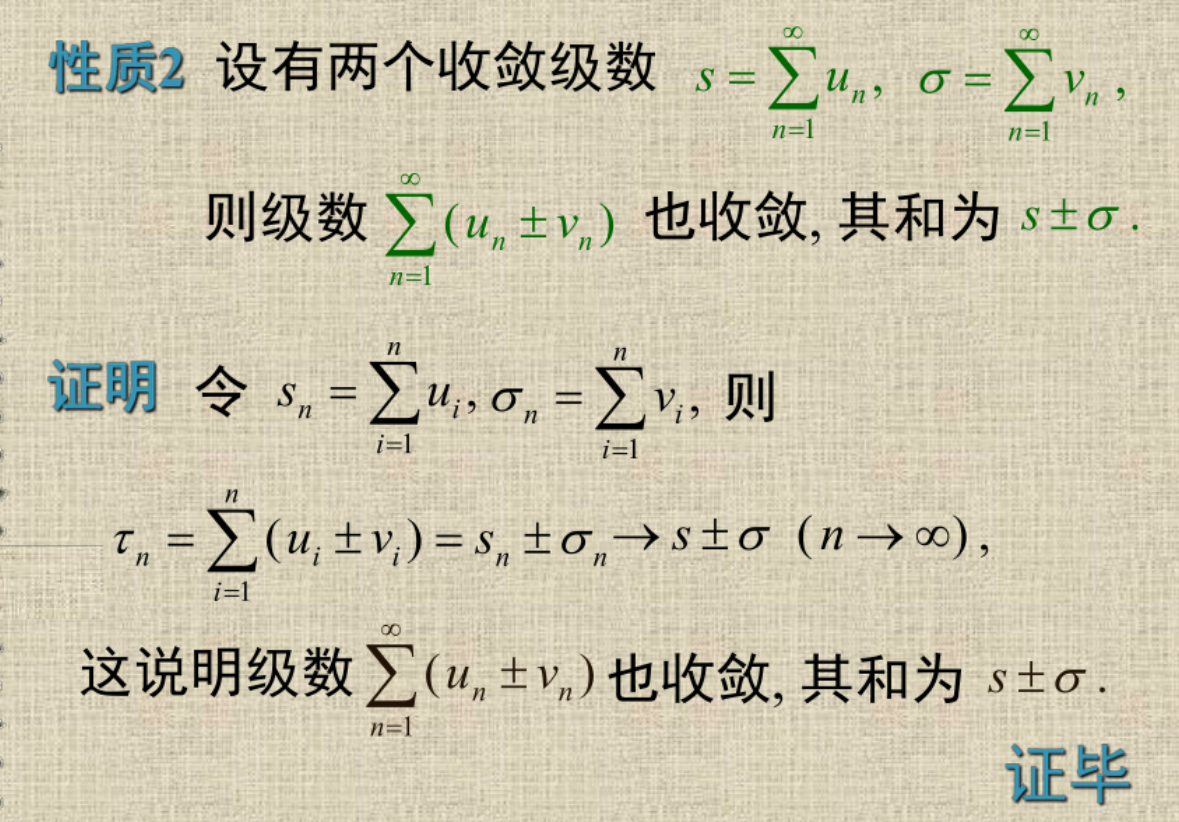 性质2 设有两个收敛级数 $s = \sum_{n=1}^{\infty} u_n, \sigma = \sum_{n=1}^{\infty} v_n ,$
则级数 $\sum_{n=1}^{\infty} (u_n \pm v_n)$ 也收敛, 其和为 $s \pm \sigma .$
证明 令 $s_n = \sum_{i=1}^{n} u_i, \sigma_n = \sum_{i=1}^{n} v_i,$ 则
$\tau_n = \sum_{i=1}^{n} (u_i \pm v_i) = s_n \pm \sigma_n \to s \pm \sigma \ (n \to \infty) ,$
这说明级数 $\sum_{n=1}^{\infty} (u_n \pm v_n)$ 也收敛, 其和为 $s \pm \sigma .$
证毕